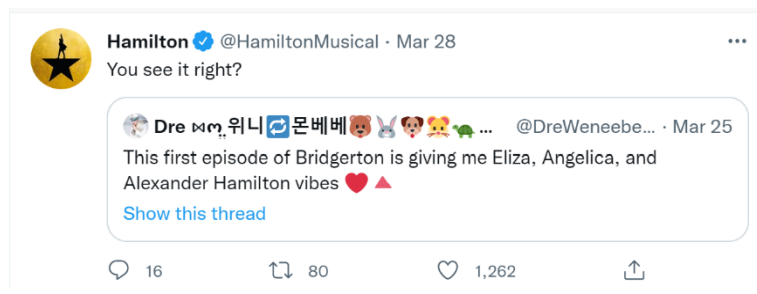 Hamilton @HamiltonMusical · Mar 28
You see it right?
Dre ⋈ო̤̮위니🔁몬베베🐻🐰🐶🐹🐢 ... @DreWeneebe... · Mar 25
This first episode of Bridgerton is giving me Eliza, Angelica, and
Alexander Hamilton vibes ❤️🔺
Show this thread
16 80 1,262